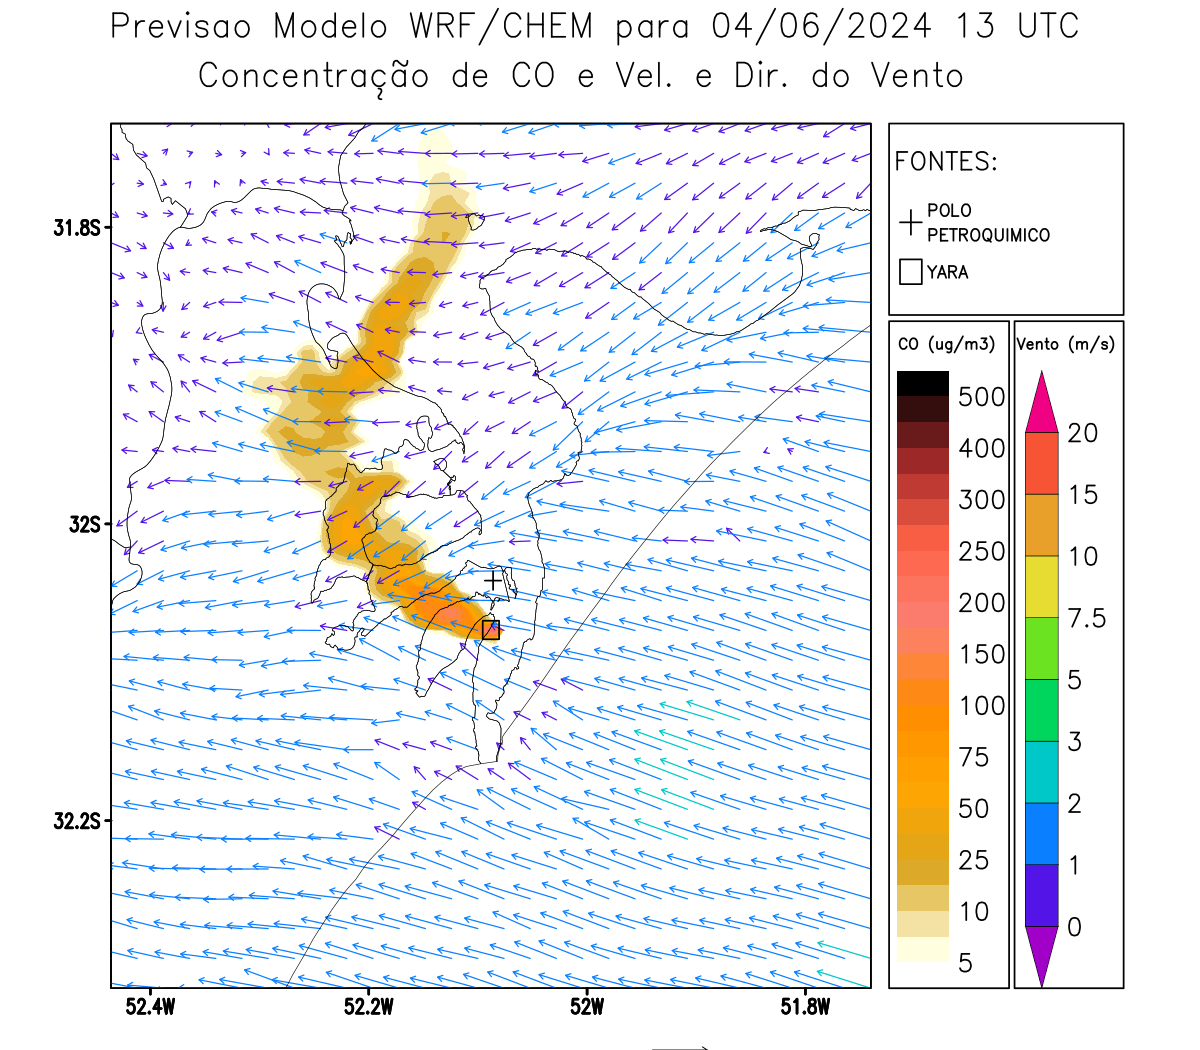 Previsao Modelo WRF/CHEM para 04/06/2024 13 UTC
Concentração de CO e Vel. e Dir. do Vento
FONTES:
POLO
PETROQUIMICO
YARA
31.8S
32S
32.2S
52.4W
52.2W
52W
51.8W
CO (ug/m3)
500
400
300
250
200
150
100
75
50
25
10
5
Vento (m/s)
20
15
10
7.5
5
3
2
1
0